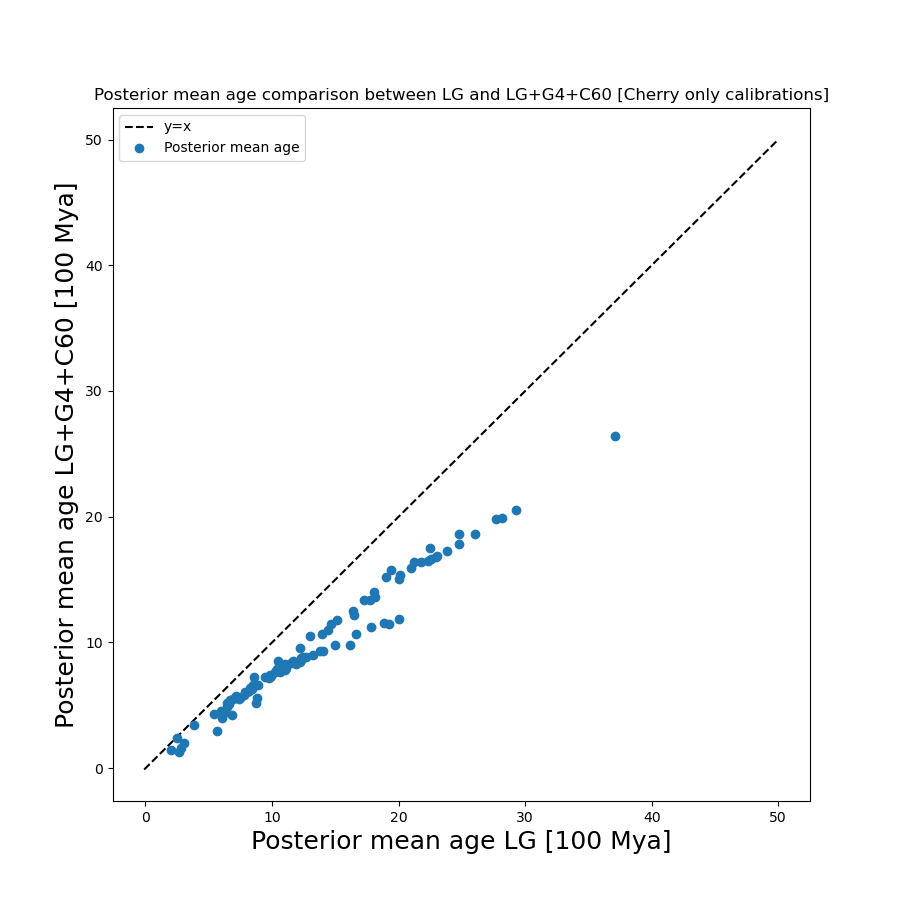 Posterior mean age comparison between LG and LG+G4+C60 [Cherry only calibrations]
y=x
Posterior mean age
Posterior mean age LG+G4+C60 [100 Mya]
50
40
30
20
10
0
0 10 20 30 40 50
Posterior mean age LG [100 Mya]